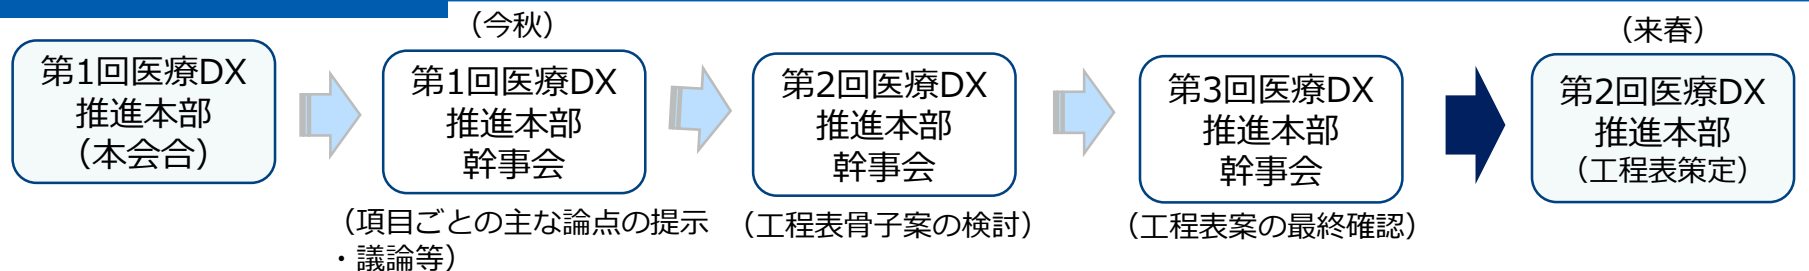 （今秋）
（来春）
第1回医療DX
推進本部
（本会合）
第1回医療DX
推進本部
幹事会
第2回医療DX
推進本部
幹事会
第3回医療DX
推進本部
幹事会
第2回医療DX
推進本部
（工程表策定）
（項目ごとの主な論点の提示
・議論等）
（工程表骨子案の検討）
（工程表案の最終確認）